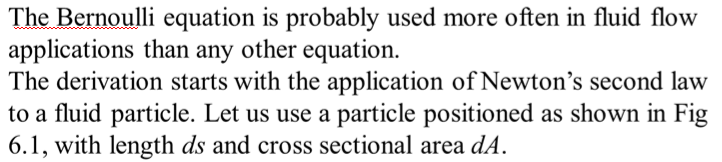 The Bernoulli equation is probably used more often in fluid flow
applications than any other equation.
The derivation starts with the application of Newton’s second law
to a fluid particle. Let us use a particle positioned as shown in Fig
6.1, with length ds and cross sectional area dA.